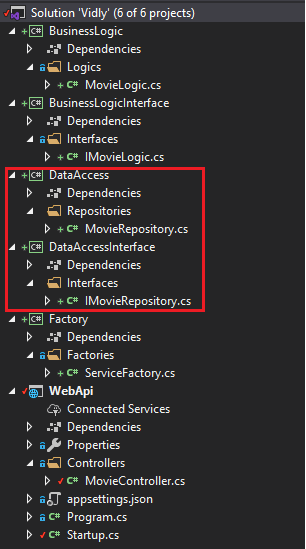 Solution 'Vidly' (6 of 6 projects)
C# BusinessLogic
Dependencies
Logics
C# MovieLogic.cs
C# BusinessLogicInterface
Dependencies
Interfaces
C# IMovieLogic.cs
C# DataAccess
Dependencies
Repositories
C# MovieRepository.cs
C# DataAccessInterface
Dependencies
Interfaces
C# IMovieRepository.cs
C# Factory
Dependencies
Factories
C# ServiceFactory.cs
WebApi
Connected Services
Dependencies
Properties
Controllers
C# MovieController.cs
appsettings.json
C# Program.cs
C# Startup.cs